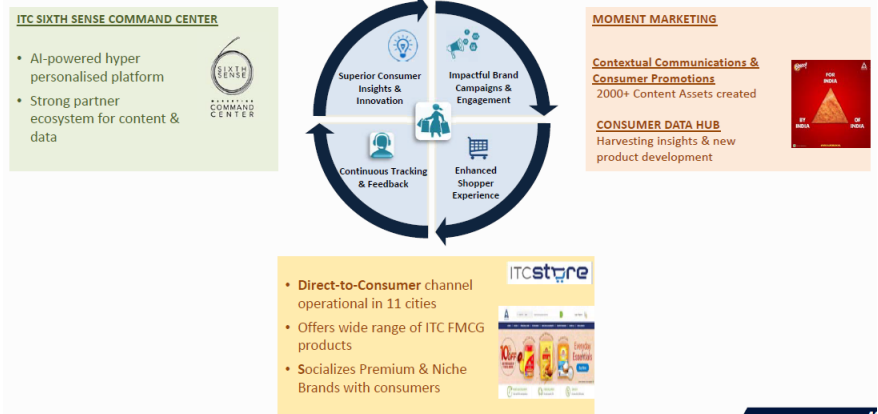 ITC SIXTH SENSE COMMAND CENTER
• AI-powered hyper
personalised platform
• Strong partner
ecosystem for content &
data
SIXTH
SENSE
MARKETING
COMMAND
CENTER
Superior Consumer
Insights &
Innovation
Impactful Brand
Campaigns &
Engagement
Continuous Tracking
& Feedback
Enhanced
Shopper
Experience
MOMENT MARKETING
Contextual Communications &
Consumer Promotions
2000+ Content Assets created
CONSUMER DATA HUB
Harvesting insights & new
product development
FOR
INDIA
BY
INDIA
OF
INDIA
• Direct-to-Consumer channel
operational in 11 cities
• Offers wide range of ITC FMCG
products
• Socializes Premium & Niche
Brands with consumers
ITCstore
10%
OFF
Everyday
Essentials